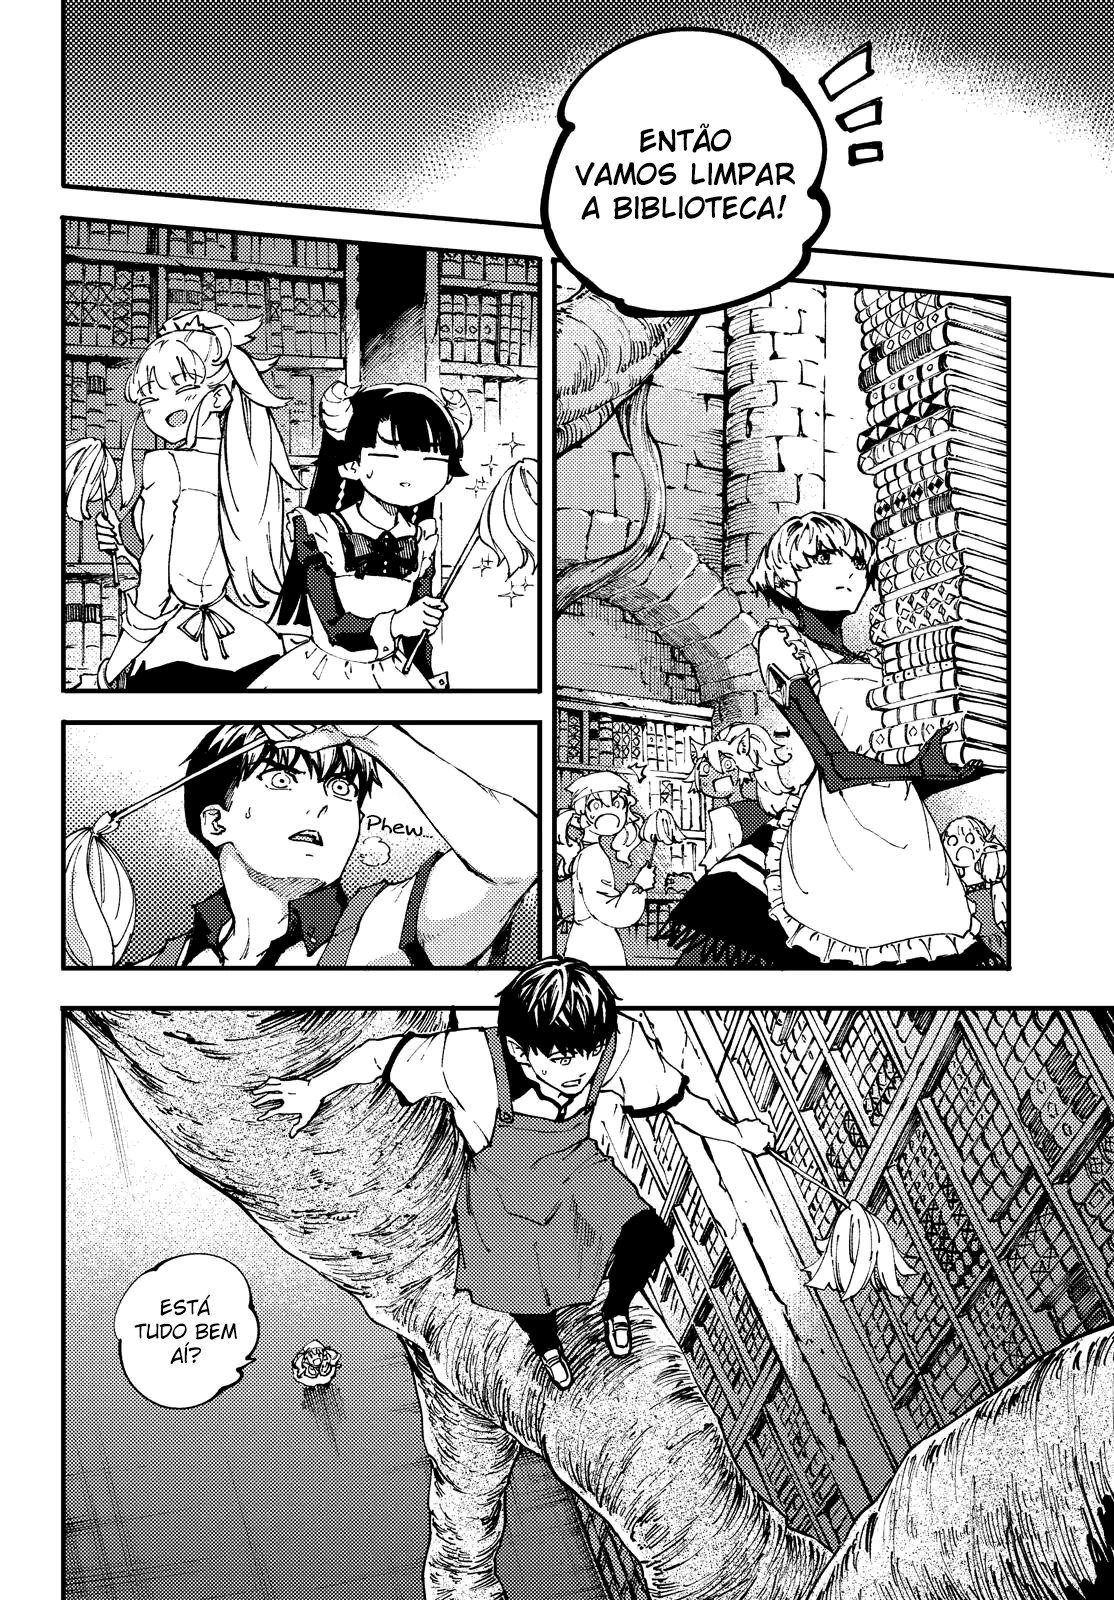 ENTÃO
VAMOS LIMPAR
A BIBLIOTECA!
Phew...
ESTÁ
TUDO BEM
AÍ?